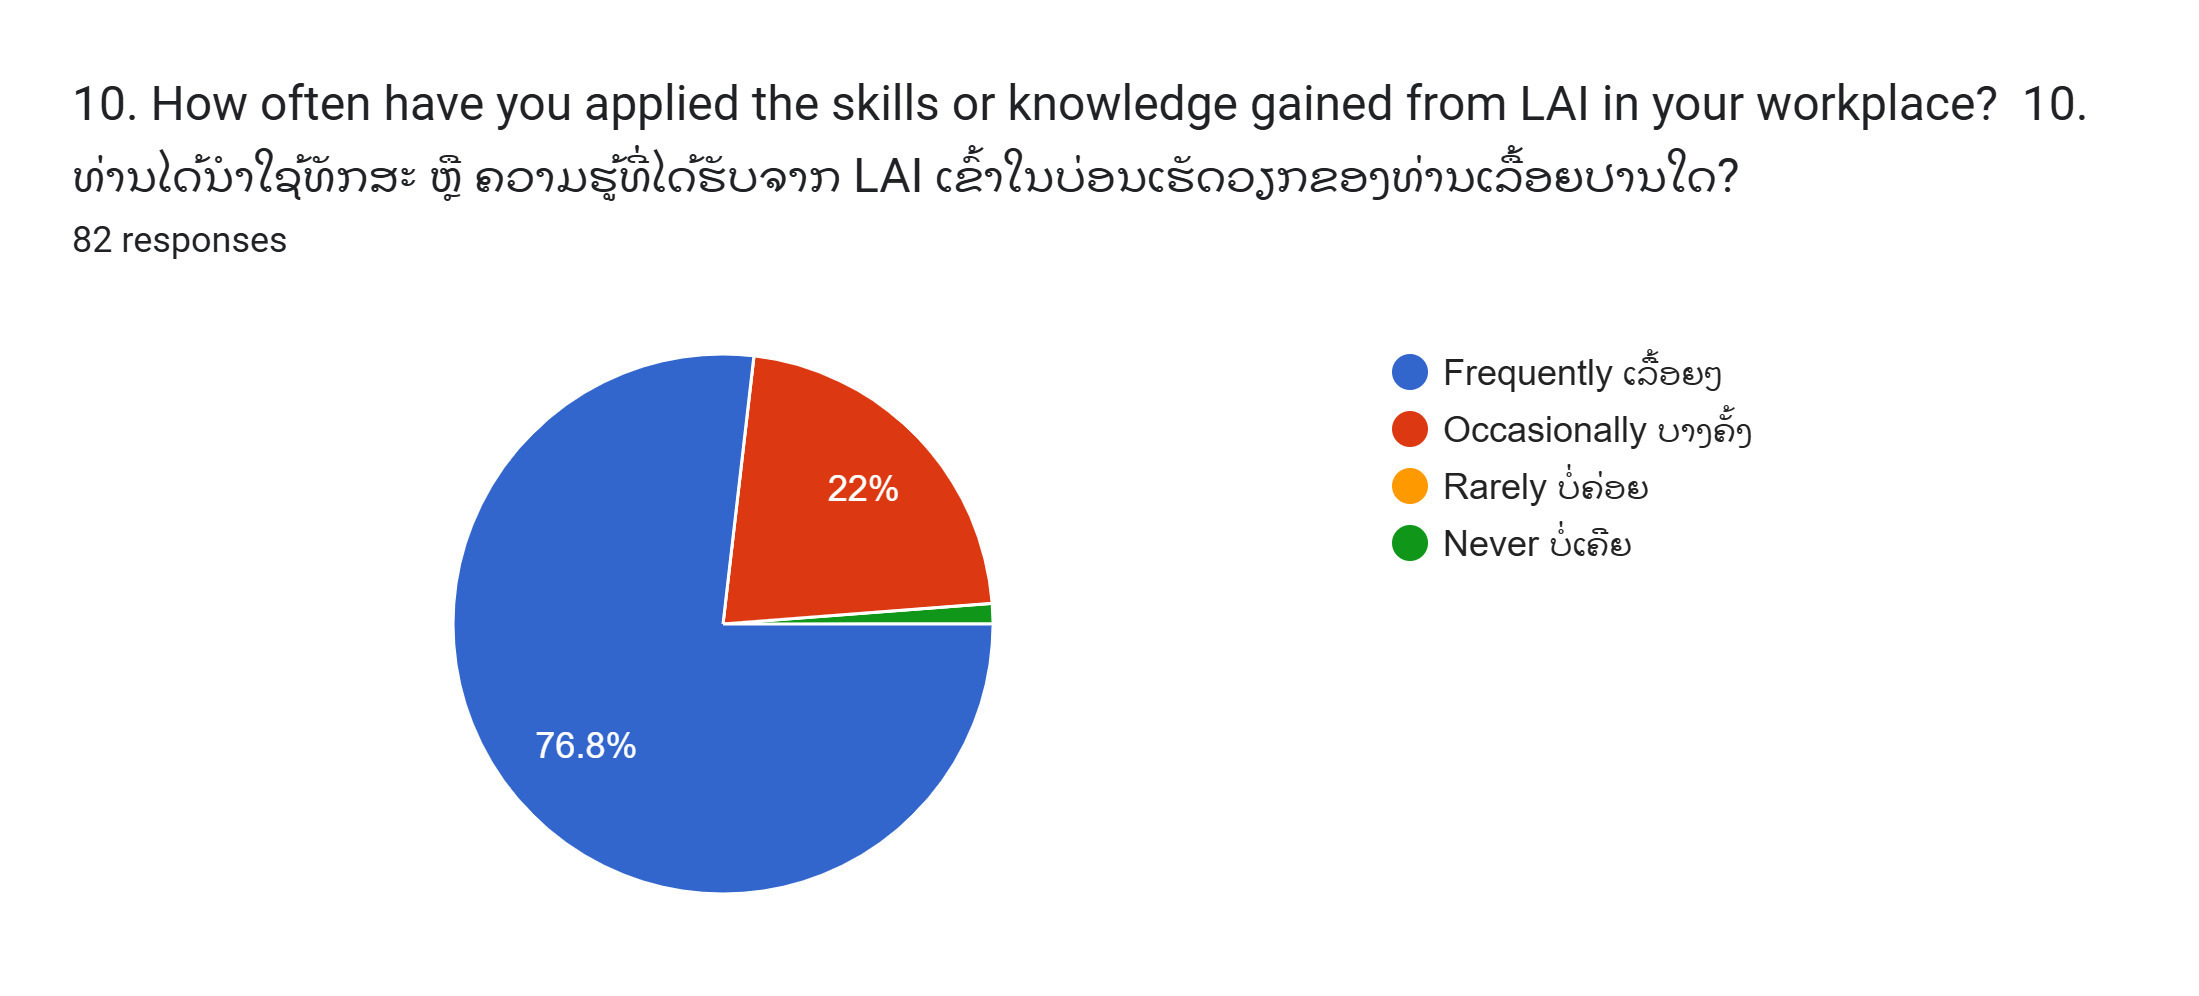 10. How often have you applied the skills or knowledge gained from LAI in your workplace?  10.
ທ່ານໄດ້ນຳໃຊ້ທັກສະ ຫຼື ຄວາມຮູ້ທີ່ໄດ້ຮັບຈາກ LAI ເຂົ້າໃນບ່ອນເຮັດວຽກຂອງທ່ານເລື້ອຍປານໃດ?
82 responses
Frequently ເລື້ອຍໆ
Occasionally ບາງຄັ້ງ
Rarely ບໍ່ຄ່ອຍ
Never ບໍ່ເຄີຍ
22%
76.8%